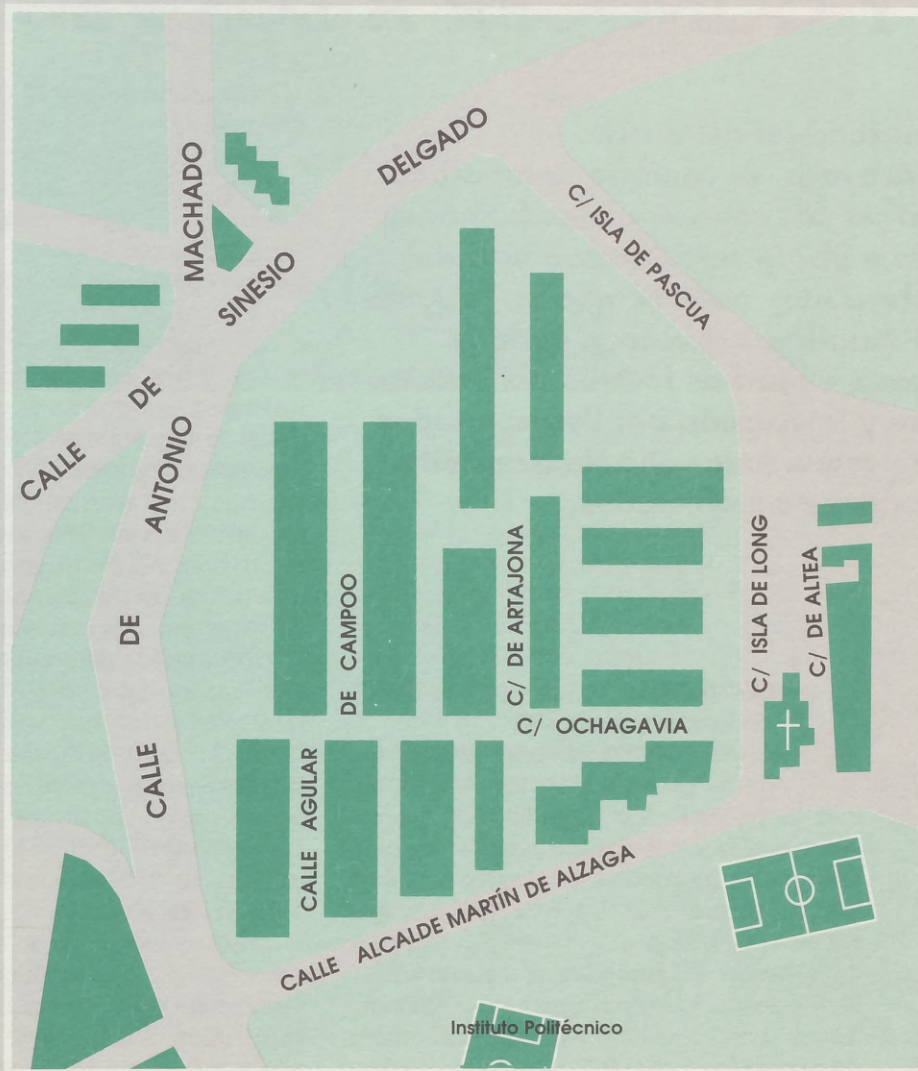 CALLE DE SINESIO DELGADO
CALLE DE ANTONIO MACHADO
C/ ISLA DE PASCUA
CALLE AGULAR DE CAMPOO
C/ DE ARTAJONA
C/ OCHAGAVIA
C/ ISLA DE LONG
C/ DE ALTEA
CALLE ALCALDE MARTÍN DE ALZAGA
Instituto Politécnico